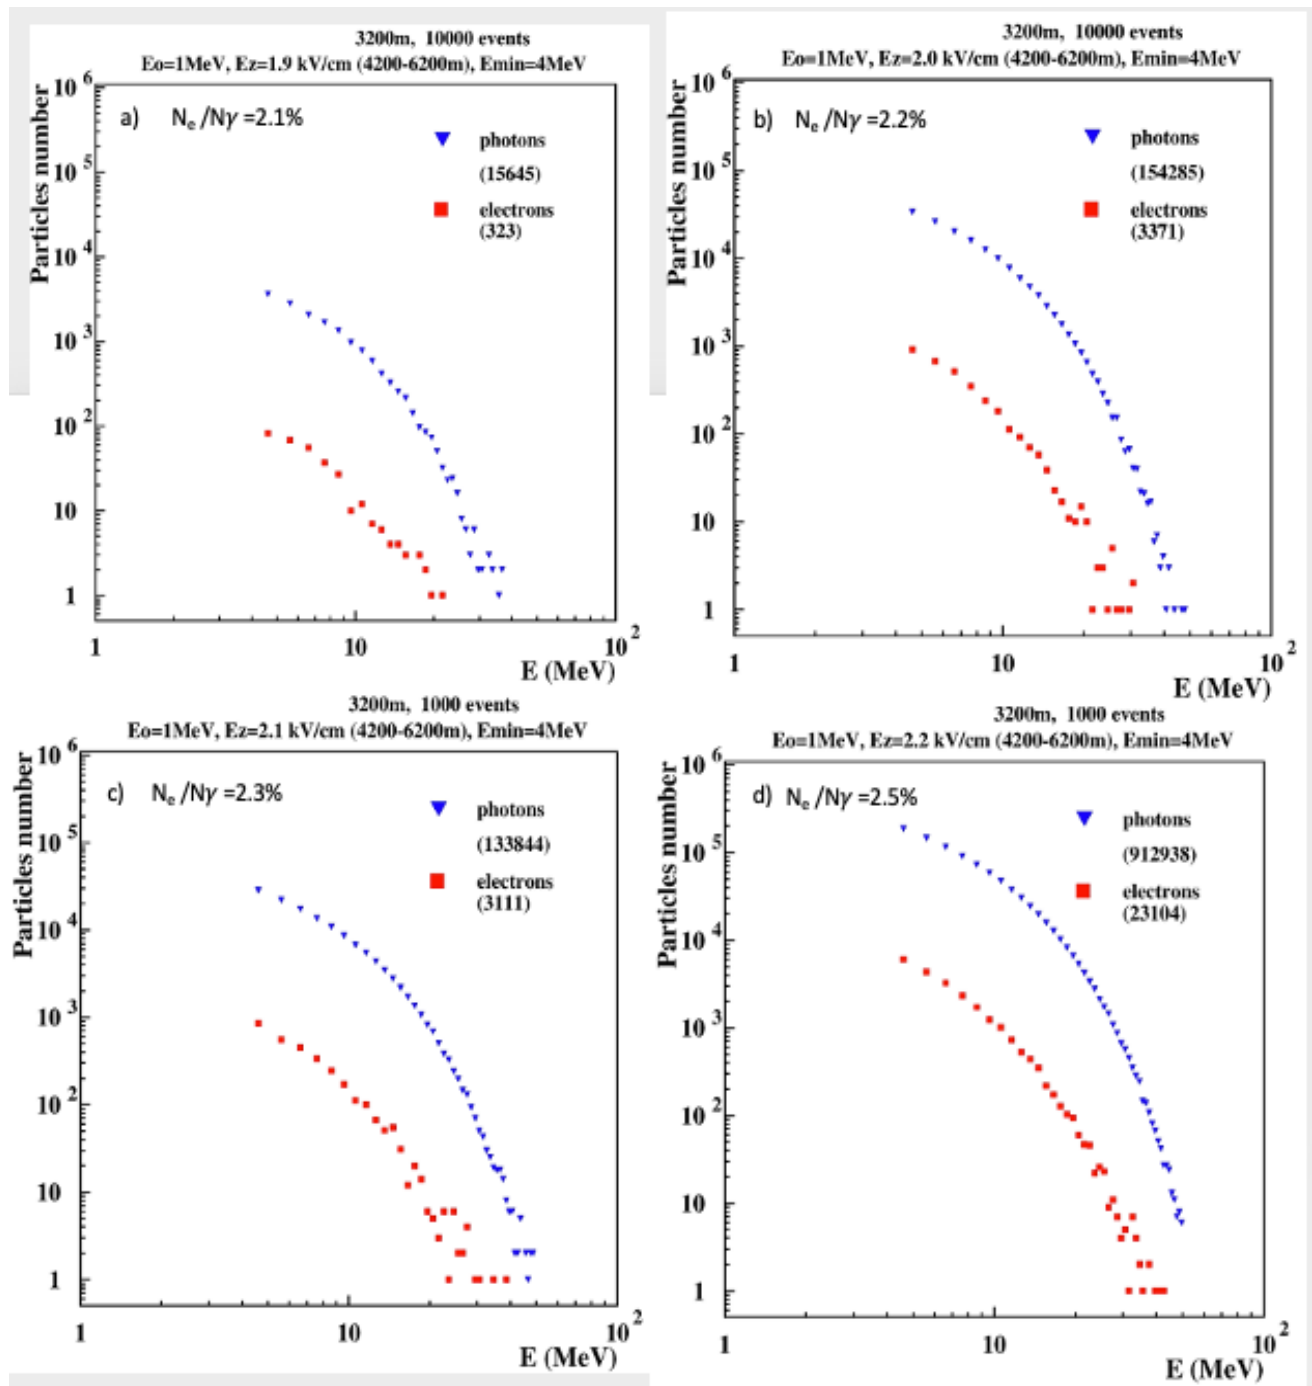 3200m, 10000 events
Eo=1MeV, Ez=1.9 kV/cm (4200-6200m), Emin=4MeV
Particles number
10 6
10 5
10 4
10 3
10 2
10
1
a) Ne /Nγ =2.1%
photons
(15645)
electrons
(323)
1
10
10 2
E (MeV)
3200m, 10000 events
Eo=1MeV, Ez=2.0 kV/cm (4200-6200m), Emin=4MeV
Particles number
10 6
10 5
10 4
10 3
10 2
10
1
b) Ne /Nγ =2.2%
photons
(154285)
electrons
(3371)
1
10
10 2
E (MeV)
3200m, 1000 events
Eo=1MeV, Ez=2.1 kV/cm (4200-6200m), Emin=4MeV
Particles number
10 6
10 5
10 4
10 3
10 2
10
1
c) Ne /Nγ =2.3%
photons
(133844)
electrons
(3111)
1
10
10 2
E (MeV)
3200m, 1000 events
Eo=1MeV, Ez=2.2 kV/cm (4200-6200m), Emin=4MeV
Particles number
10 6
10 5
10 4
10 3
10 2
10
1
d) Ne /Nγ =2.5%
photons
(912938)
electrons
(23104)
1
10
10 2
E (MeV)